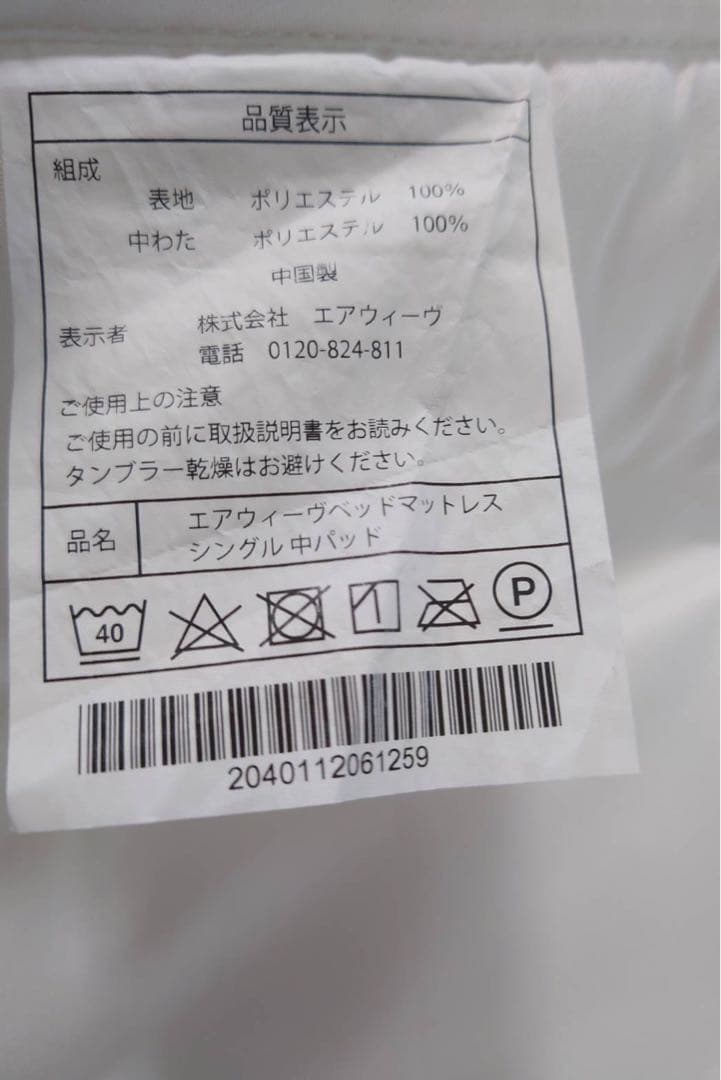 品質表示
組成
表地 ポリエステル 100%
中わた ポリエステル 100%
中国製
表示者 株式会社 エアウィーヴ
電話 0120-824-811
ご使用上の注意
ご使用の前に取扱説明書をお読みください。
タンブラー乾燥はお避けください。
品名 エアウィーヴベッドマットレス
シングル 中パッド
40 P
2040112061259